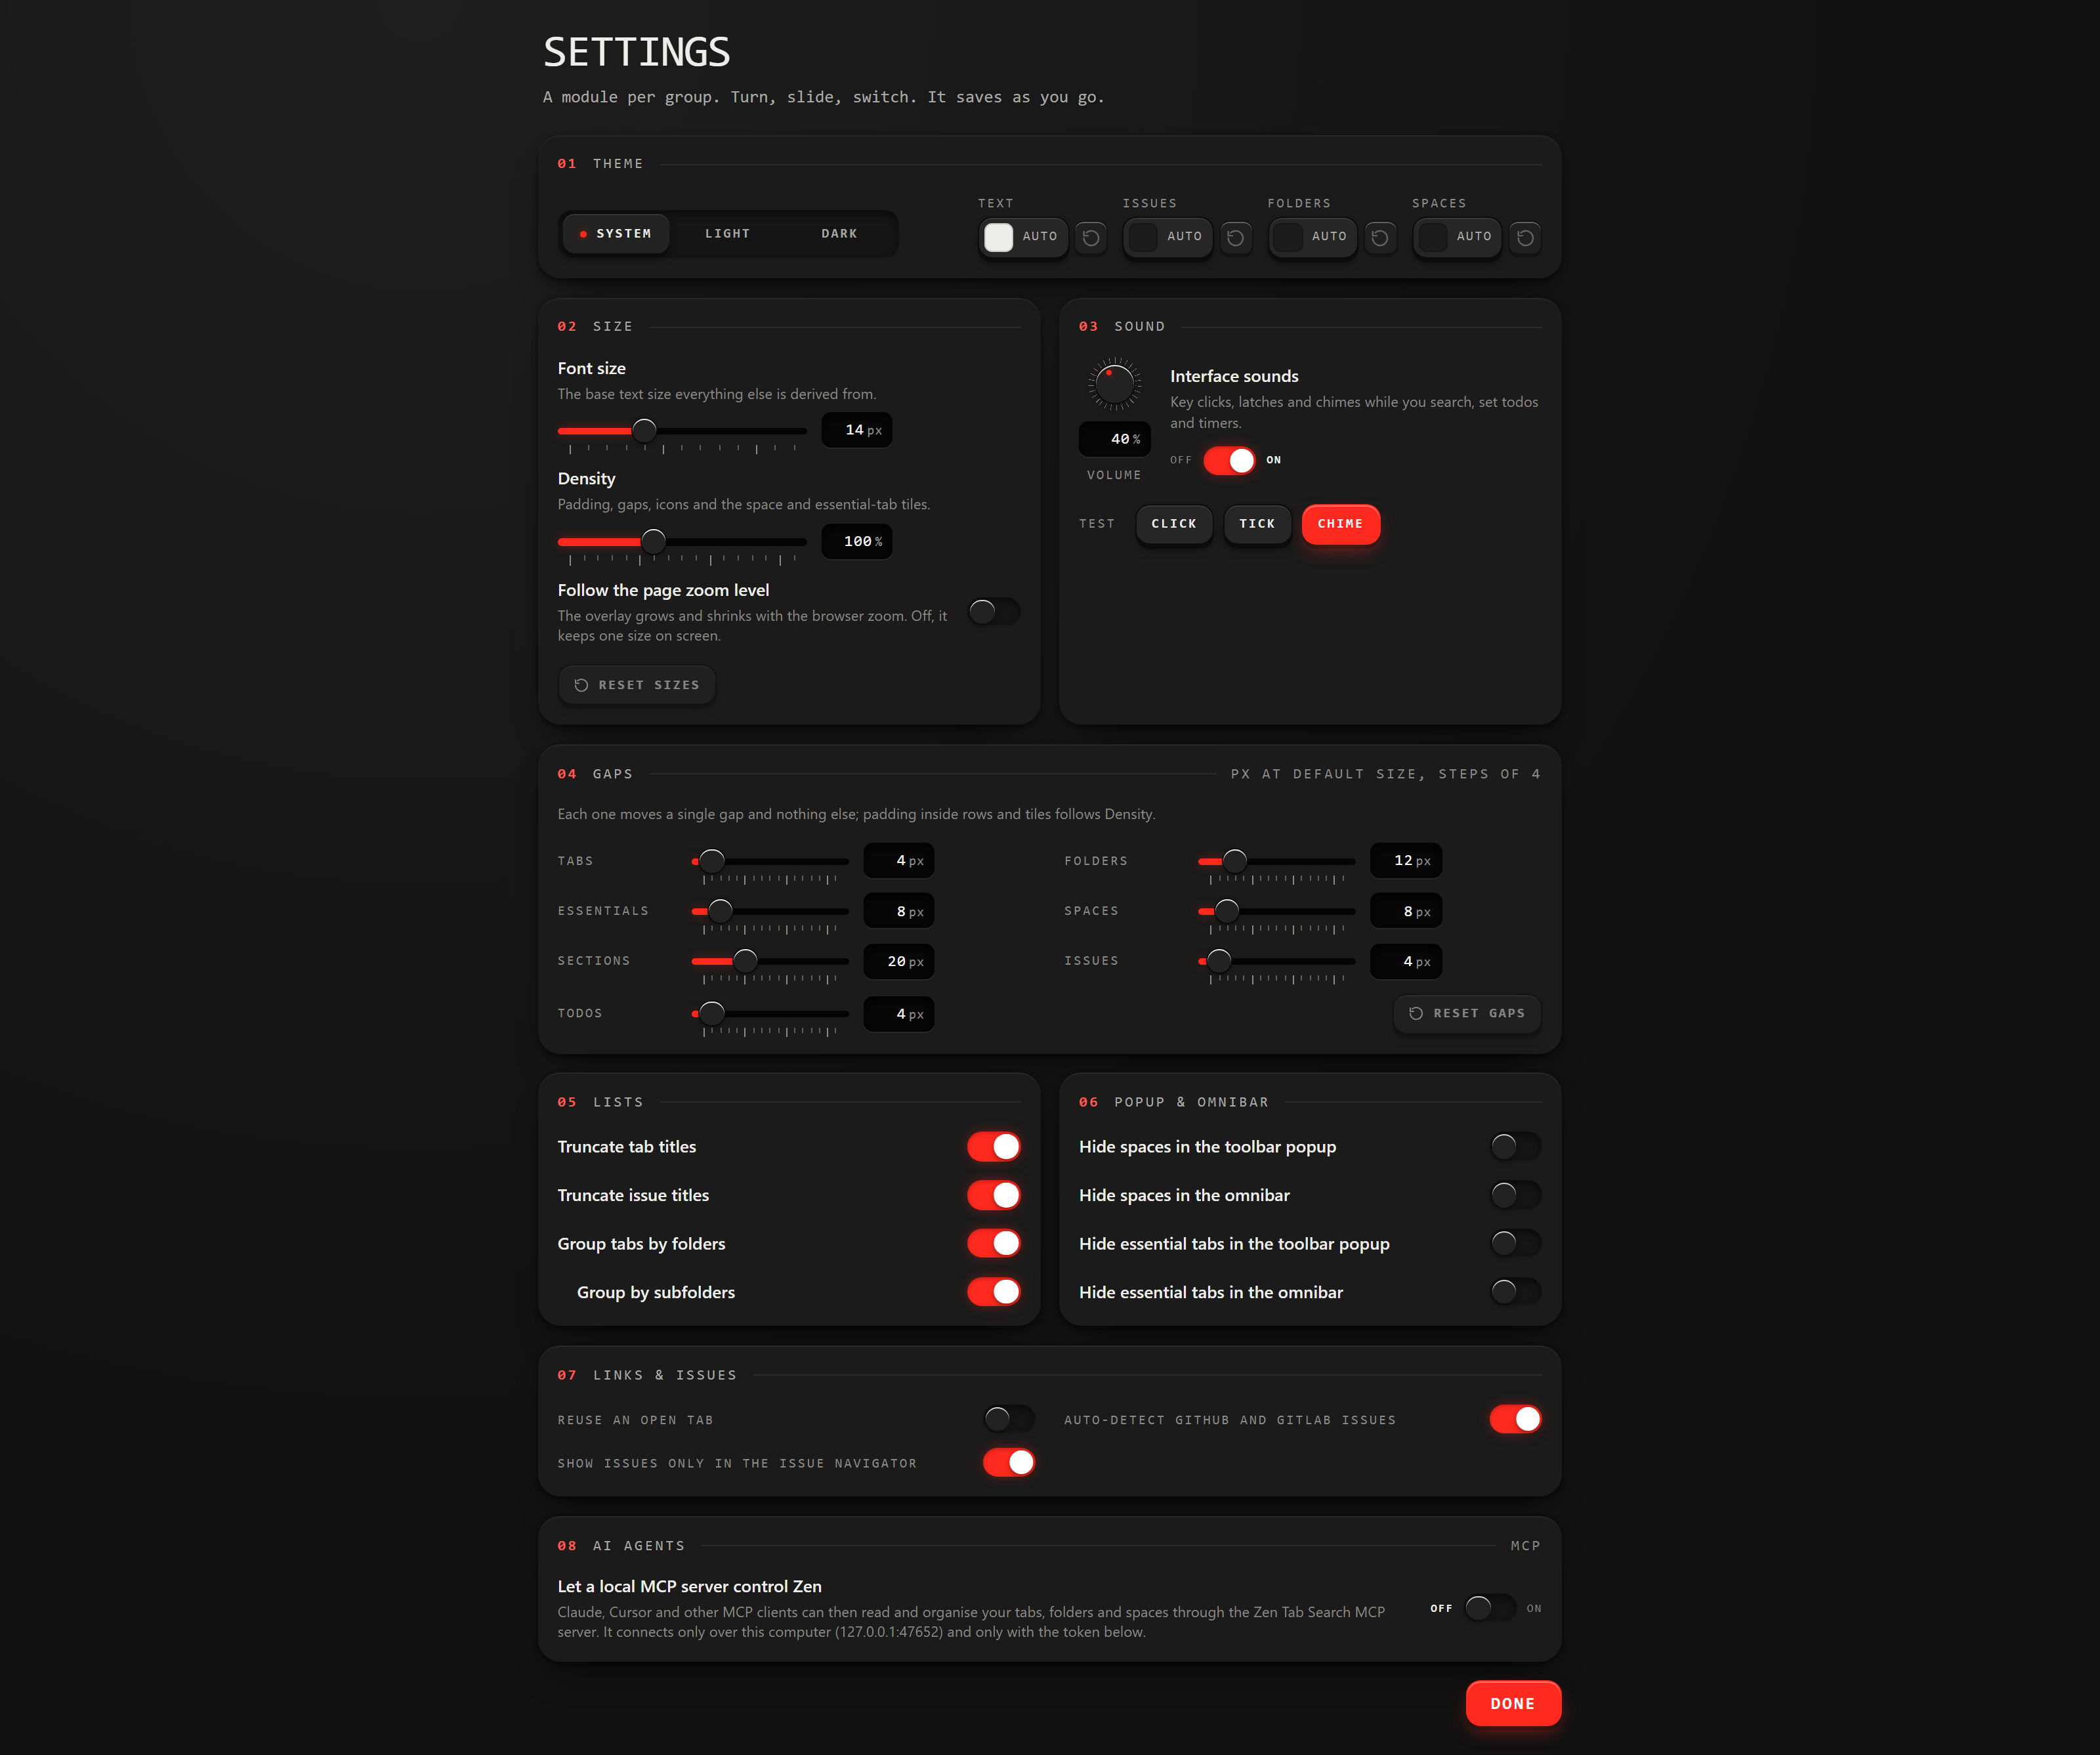 SETTINGS
A module per group. Turn, slide, switch. It saves as you go.
01 THEME
SYSTEM LIGHT DARK
TEXT ISSUES FOLDERS SPACES
AUTO AUTO AUTO AUTO
02 SIZE
Font size
The base text size everything else is derived from.
14 px
Density
Padding, gaps, icons and the space and essential-tab tiles.
100 %
Follow the page zoom level
The overlay grows and shrinks with the browser zoom. Off, it
keeps one size on screen.
RESET SIZES
03 SOUND
Interface sounds
Key clicks, latches and chimes while you search, set todos
and timers.
40 %
VOLUME
OFF ON
TEST CLICK TICK CHIME
04 GAPS PX AT DEFAULT SIZE, STEPS OF 4
Each one moves a single gap and nothing else; padding inside rows and tiles follows Density.
TABS 4 px FOLDERS 12 px
ESSENTIALS 8 px SPACES 8 px
SECTIONS 20 px ISSUES 4 px
TODOS 4 px RESET GAPS
05 LISTS
Truncate tab titles
Truncate issue titles
Group tabs by folders
Group by subfolders
06 POPUP & OMNIBAR
Hide spaces in the toolbar popup
Hide spaces in the omnibar
Hide essential tabs in the toolbar popup
Hide essential tabs in the omnibar
07 LINKS & ISSUES
REUSE AN OPEN TAB AUTO-DETECT GITHUB AND GITLAB ISSUES
SHOW ISSUES ONLY IN THE ISSUE NAVIGATOR
08 AI AGENTS MCP
Let a local MCP server control Zen
Claude, Cursor and other MCP clients can then read and organise your tabs, folders and spaces through the Zen Tab Search MCP
server. It connects only over this computer (127.0.0.1:47652) and only with the token below.
OFF ON
DONE